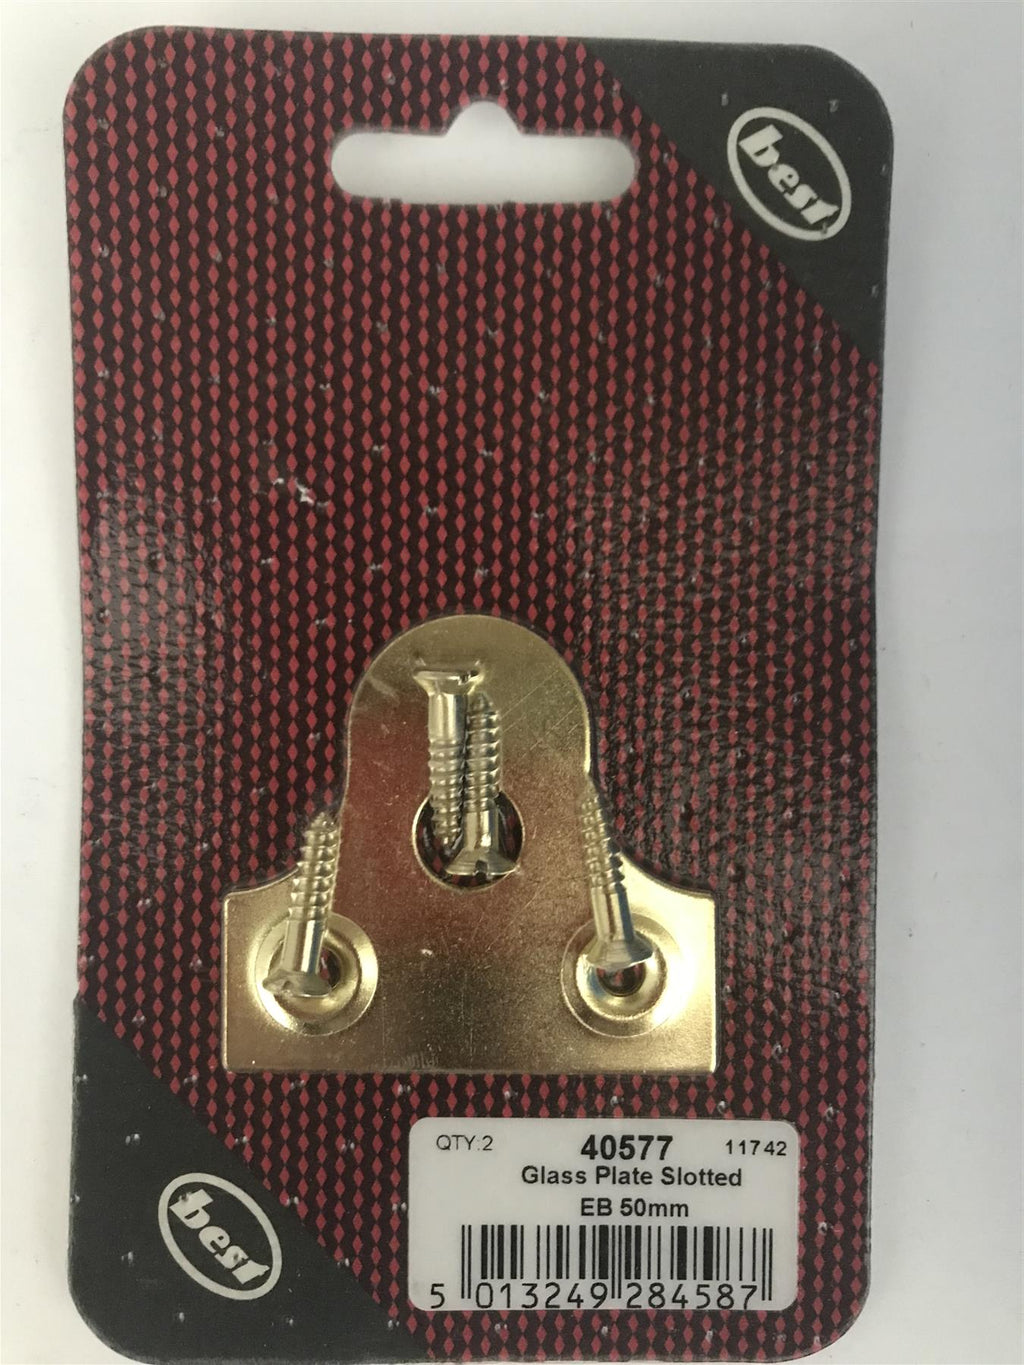 best
QTY:2 40577 11742
Glass Plate Slotted
EB 50mm
5 013249 284587
best